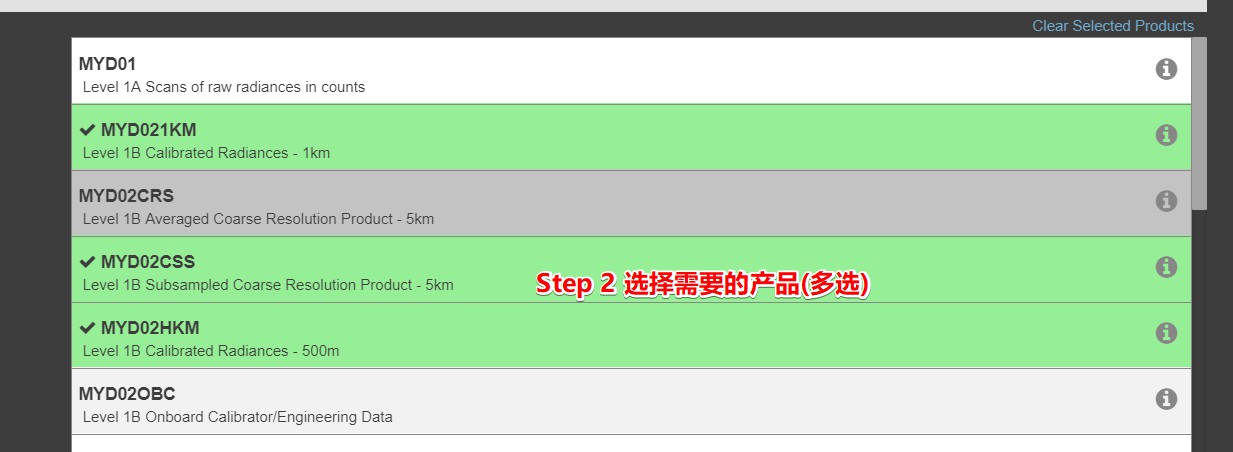 Clear Selected Products
MYD01
Level 1A Scans of raw radiances in counts
MYD021KM
Level 1B Calibrated Radiances - 1km
MYD02CRS
Level 1B Averaged Coarse Resolution Product - 5km
MYD02CSS
Level 1B Subsampled Coarse Resolution Product - 5km
Step 2 选择需要的产品(多选)
MYD02HKM
Level 1B Calibrated Radiances - 500m
MYD02OBC
Level 1B Onboard Calibrator/Engineering Data